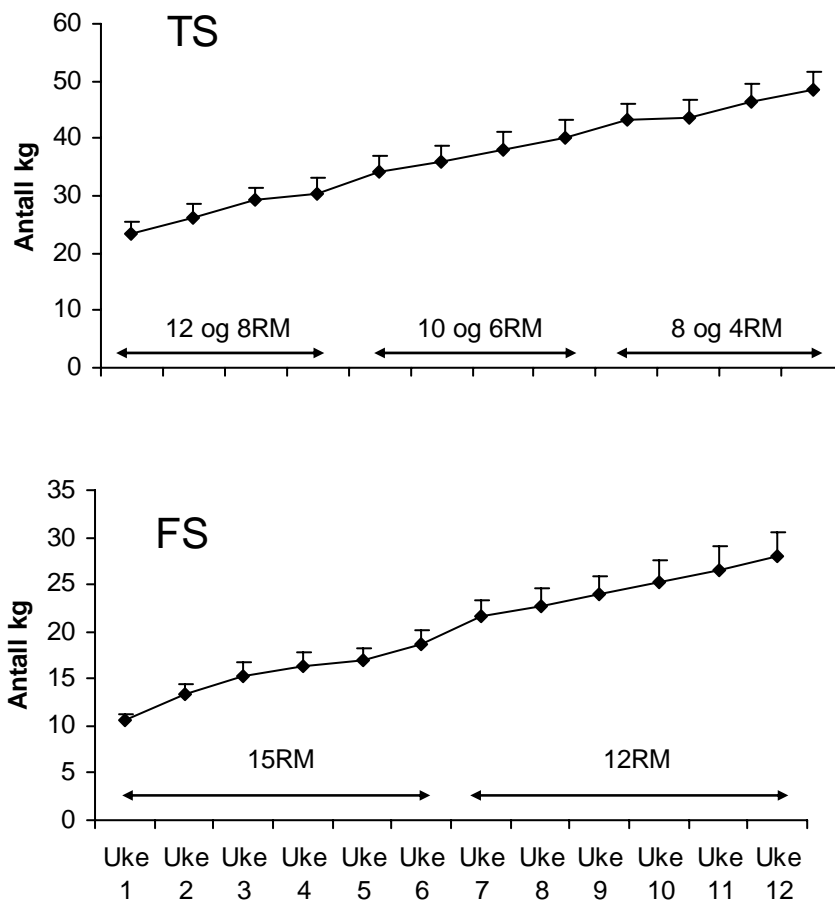 TS
Antall kg
60
50
40
30
20
10
0
12 og 8RM
10 og 6RM
8 og 4RM
FS
Antall kg
35
30
25
20
15
10
5
0
15RM
12RM
Uke 1
Uke 2
Uke 3
Uke 4
Uke 5
Uke 6
Uke 7
Uke 8
Uke 9
Uke 10
Uke 11
Uke 12